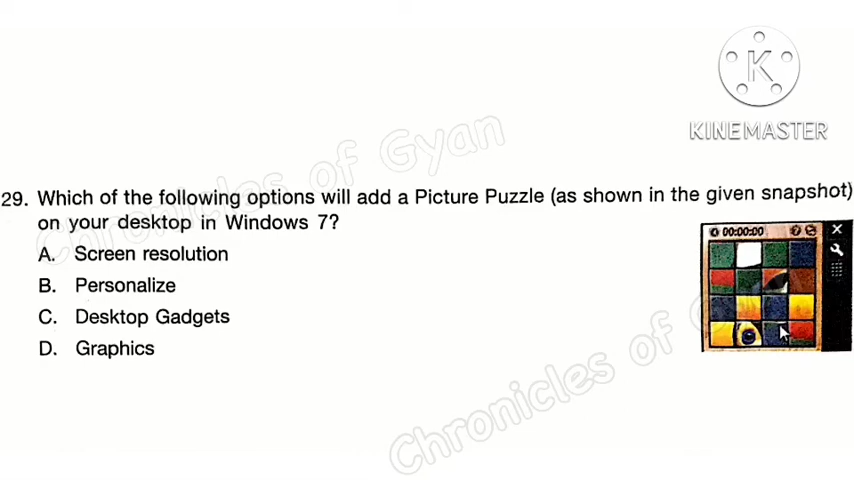 KINEMASTER
Chronicles of Gyan
29. Which of the following options will add a Picture Puzzle (as shown in the given snapshot)
on your desktop in Windows 7?
00:00:00
A. Screen resolution
B. Personalize
C. Desktop Gadgets
D. Graphics
Chronicles of G